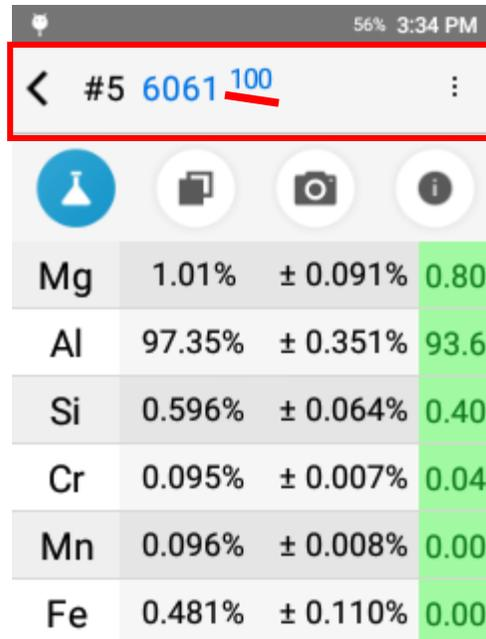 56% 3:34 PM
#5 6061 100
Mg 1.01% ± 0.091% 0.80
Al 97.35% ± 0.351% 93.6
Si 0.596% ± 0.064% 0.40
Cr 0.095% ± 0.007% 0.04
Mn 0.096% ± 0.008% 0.00
Fe 0.481% ± 0.110% 0.00